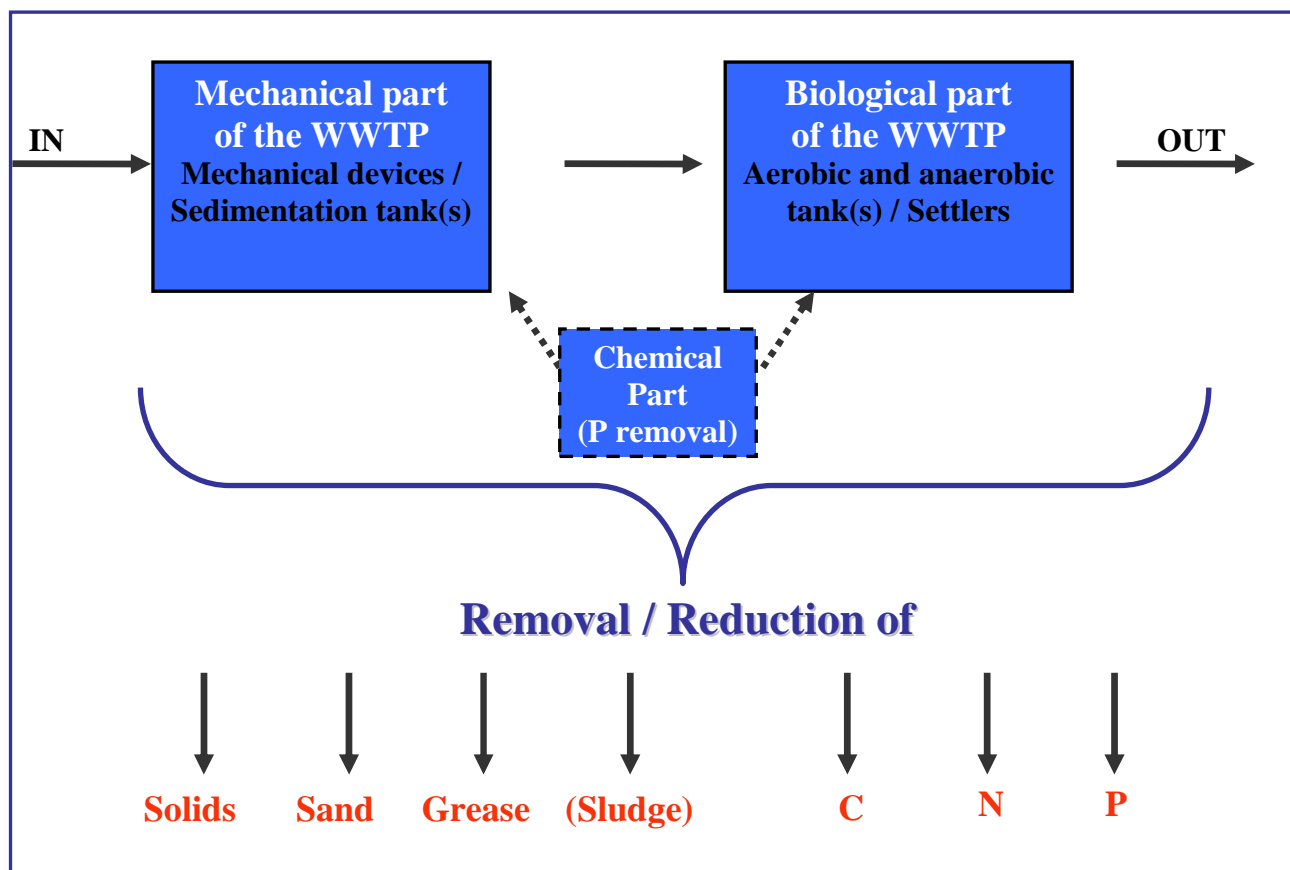 IN
Mechanical part
of the WWTP
Mechanical devices /
Sedimentation tank(s)
Biological part
of the WWTP
Aerobic and anaerobic
tank(s) / Settlers
OUT
Chemical
Part
(P removal)
Removal / Reduction of
Solids
Sand
Grease
(Sludge)
C
N
P